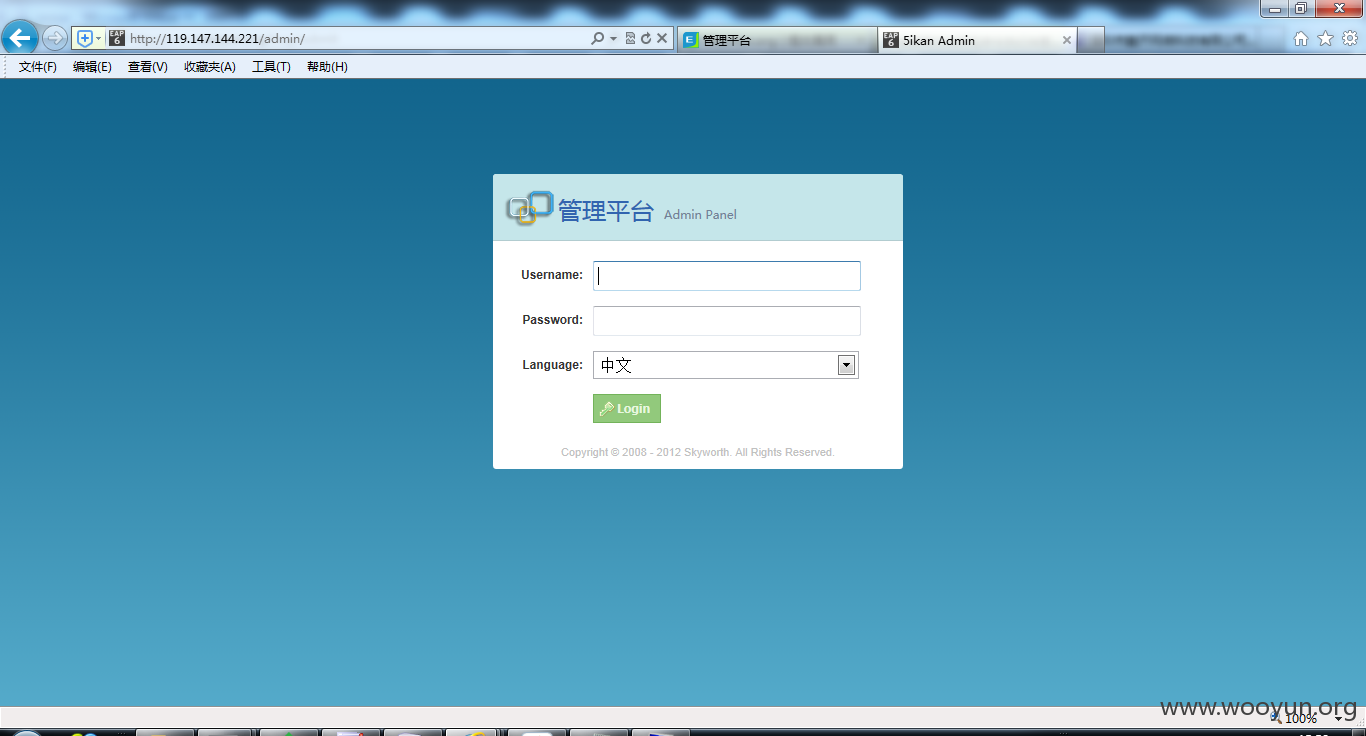 http://119.147.144.221/admin/
管理平台
5ikan Admin
文件(F) 编辑(E) 查看(V) 收藏夹(A) 工具(T) 帮助(H)
管理平台 Admin Panel
Username:
Password:
Language: 中文
Login
Copyright © 2008 - 2012 Skyworth. All Rights Reserved.
www.wooyun.org
100%